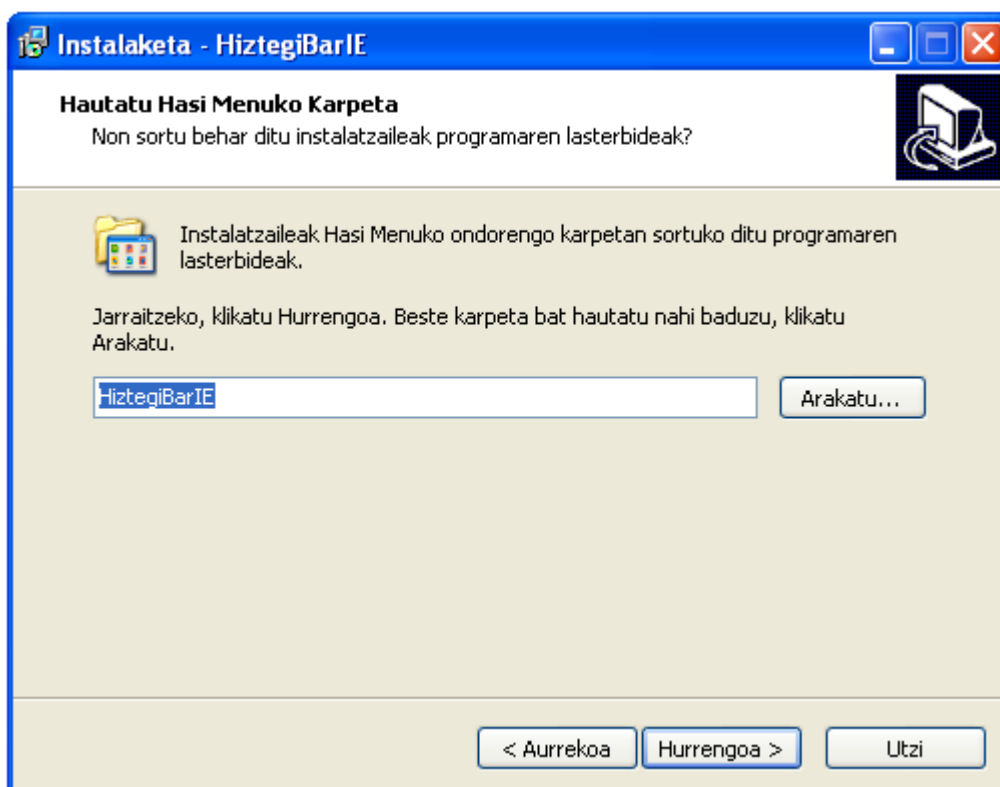 Instalaketa - HiztegiBarIE
Hautatu Hasi Menuko Karpeta
Non sortu behar ditu instalatzaileak programaren lasterbideak?
Instalatzaileak Hasi Menuko ondorengo karpetan sortuko ditu programaren
lasterbideak.
Jarraitzeko, klikatu Hurrengoa. Beste karpeta bat hautatu nahi baduzu, klikatu
Arakatu.
HiztegiBarIE
Arakatu...
< Aurrekoa
Hurrengoa >
Utzi